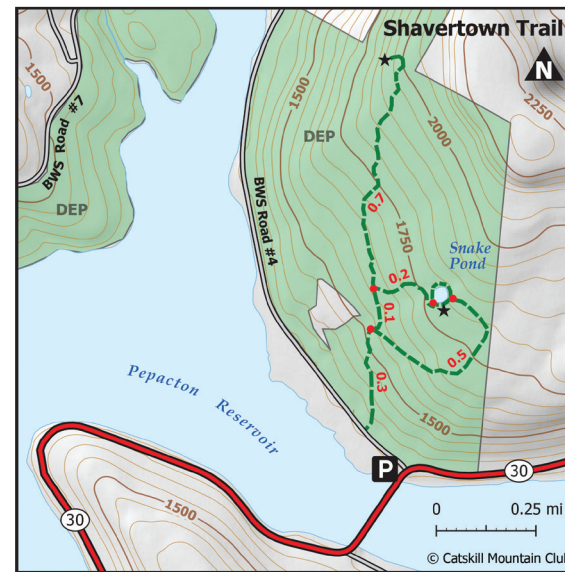 Shavertown Trail
N
1500
1500
2250
2000
DEP
BWS Road #7
DEP
BWS Road #4
0.7
1750
Snake
Pond
0.2
0.1
0.5
0.3
1500
Pepacton
Reservoir
P
30
1500
30
0 0.25 mi
© Catskill Mountain Club